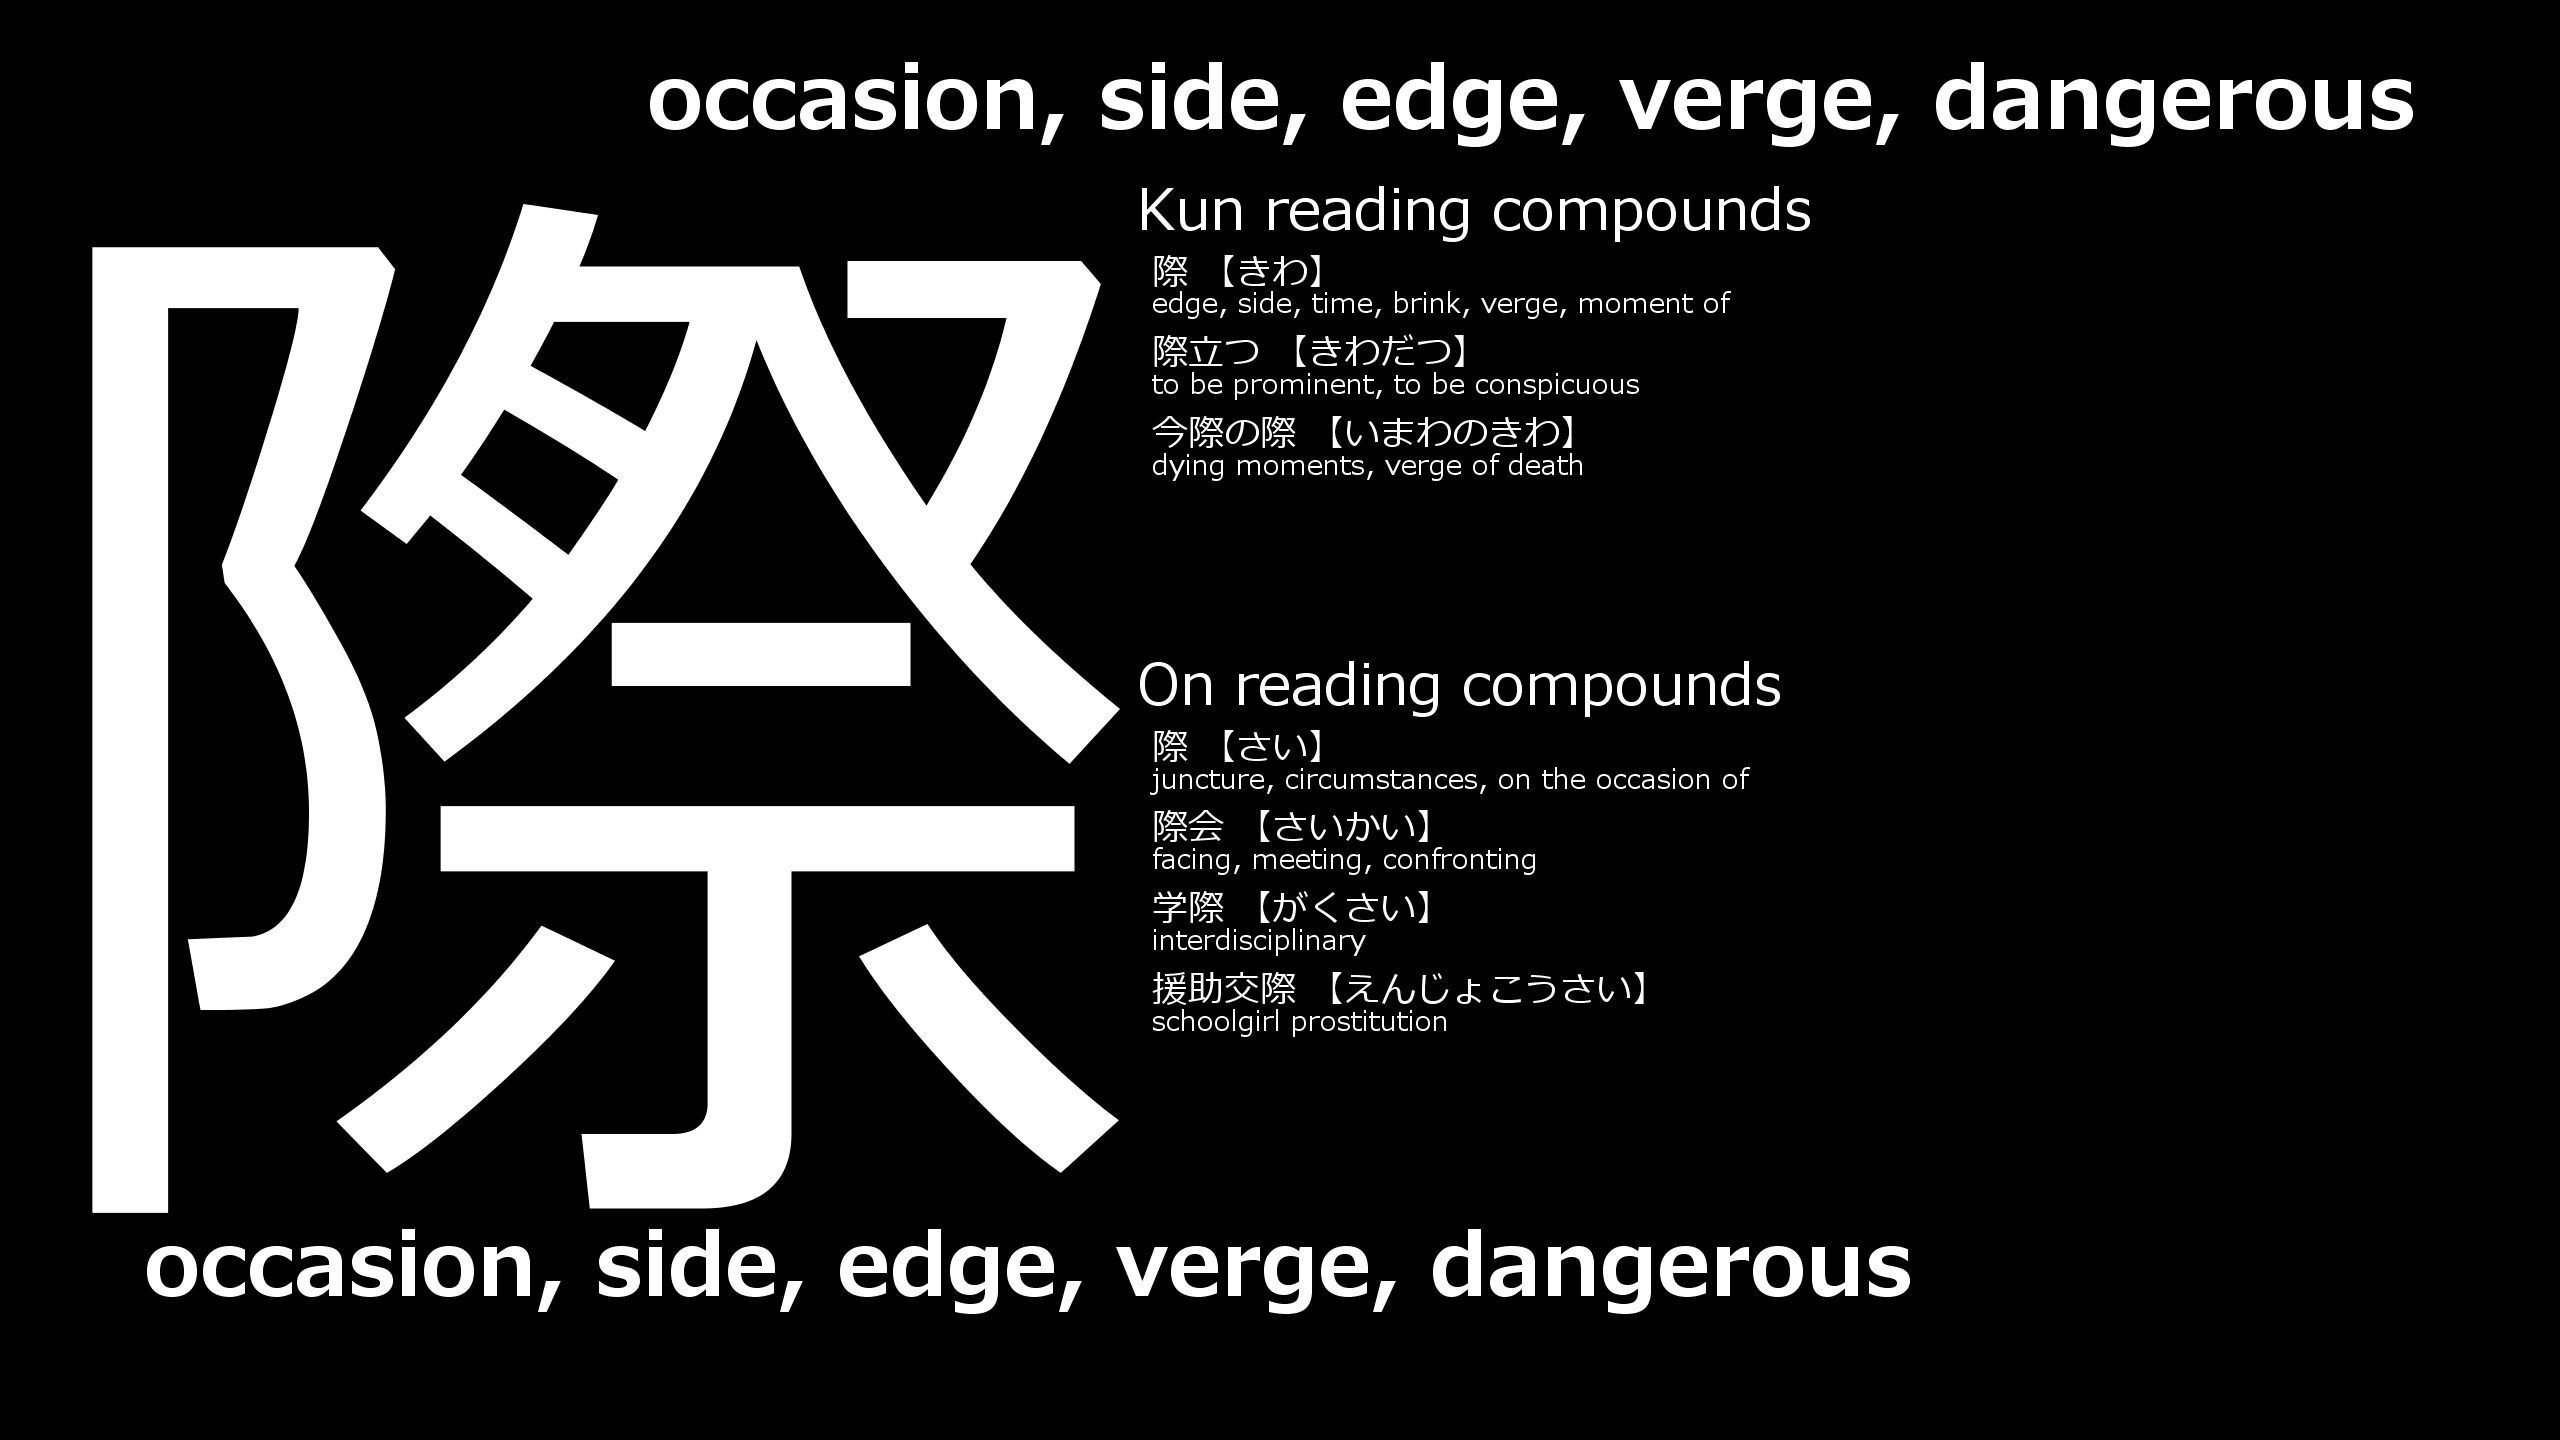 occasion, side, edge, verge, dangerous
際
Kun reading compounds
際 【きわ】
edge, side, time, brink, verge, moment of
際立つ 【きわだつ】
to be prominent, to be conspicuous
今際の際 【いまわのきわ】
dying moments, verge of death
On reading compounds
際 【さい】
juncture, circumstances, on the occasion of
際会 【さいかい】
facing, meeting, confronting
学際 【がくさい】
interdisciplinary
援助交際 【えんじょこうさい】
schoolgirl prostitution
occasion, side, edge, verge, dangerous